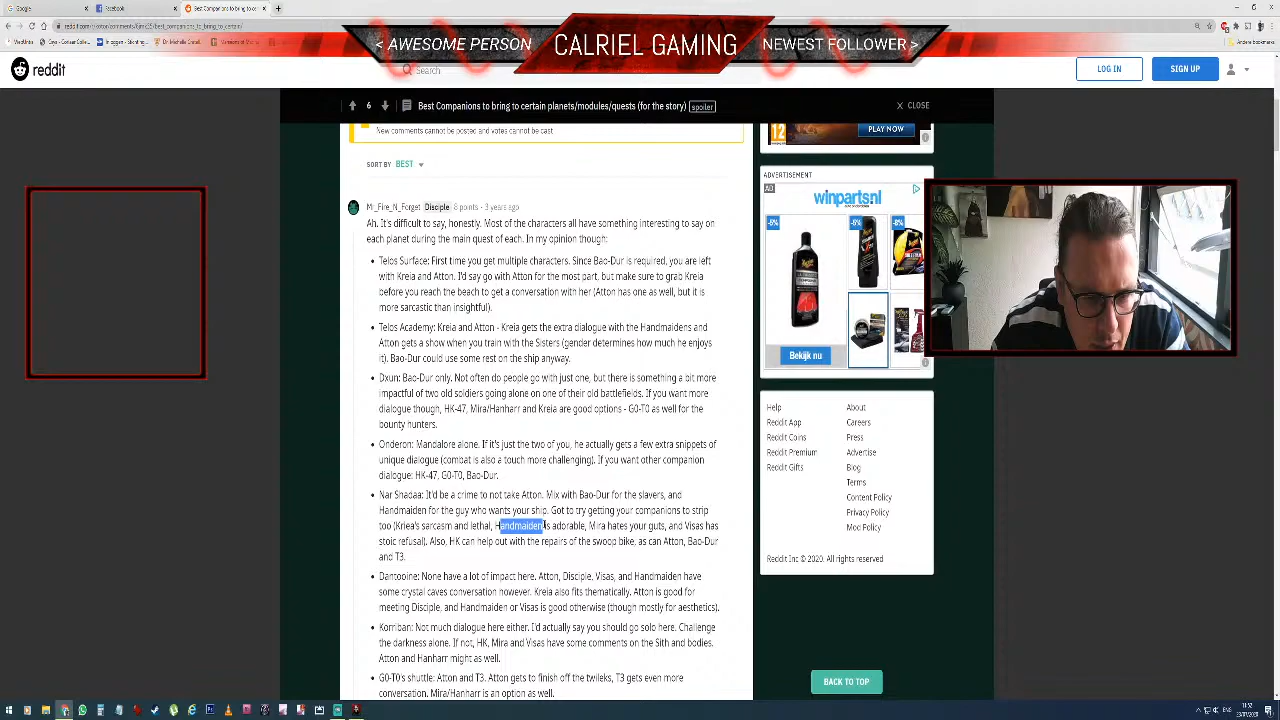 < AWESOME PERSON
CALRIEL GAMING
NEWEST FOLLOWER >
reddit
Search
LOG IN
SIGN UP
6
Best Companions to bring to certain planets/modules/quests (for the story)
spoiler
X CLOSE
New comments cannot be posted and votes cannot be cast
SORT BY BEST
Mr_Fire_N_Forget Disciple 8 points · 3 years ago
Ah. It's difficult to say, honestly. Most of the characters all have something interesting to say on
each planet during the main quest of each. In my opinion though:
• Telos Surface: First time you get multiple characters. Since Bao-Dur is required, you are left
with Kreia and Atton. I'd say go with Atton for the most part, but make sure to grab Kreia
before you reach the beach to get a conversation with her (Atton has one as well, but it is
more sarcastic than insightful).
• Telos Academy: Kreia and Atton - Kreia gets the extra dialogue with the Handmaidens and
Atton gets a show when you train with the Sisters (gender determines how much he enjoys
it). Bao-Dur could use some rest on the ship anyway.
• Dxun: Bao-Dur only. Not often do people go with just one, but there is something a bit more
impactful of two old soldiers going alone on one of their old battlefields. If you want more
dialogue though, HK-47, Mira/Hanharr and Kreia are good options - G0-T0 as well for the
bounty hunters.
• Onderon: Mandalore alone. If it's just the two of you, he actually gets a few extra snippets of
unique dialogue (combat is also a touch more challenging). If you want other companion
dialogue: HK-47, G0-T0, Bao-Dur.
• Nar Shadaa: It'd be a crime to not take Atton. Mix with Bao-Dur for the slavers, and
Handmaiden for the guy who wants your ship. Got to try getting your companions to strip
too (Kriea's sarcasm and lethal, Handmaiden's adorable, Mira hates your guts, and Visas has
stoic refusal). Also, HK can help out with the repairs of the swoop bike, as can Atton, Bao-Dur
and T3.
• Dantooine: None have a lot of impact here. Atton, Disciple, Visas, and Handmaiden have
some crystal caves conversation however. Kreia also fits thematically. Atton is good for
meeting Disciple, and Handmaiden or Visas is good otherwise (though mostly for aesthetics).
• Korriban: Not much dialogue here either. I'd actually say you should go solo here. Challenge
the darkness alone. If not, HK, Mira and Visas have some comments on the Sith and bodies.
Atton and Hanharr might as well.
• G0-T0's shuttle: Atton and T3. Atton gets to finish off the twileks, T3 gets even more
conversation. Mira/Hanharr is an option as well.
12
PLAY NOW
ADVERTISEMENT
AD
winparts.nl
Bekijk nu
Help
About
Reddit App
Careers
Reddit Coins
Press
Reddit Premium
Advertise
Reddit Gifts
Blog
Terms
Content Policy
Privacy Policy
Mod Policy
Reddit Inc © 2020. All rights reserved
BACK TO TOP